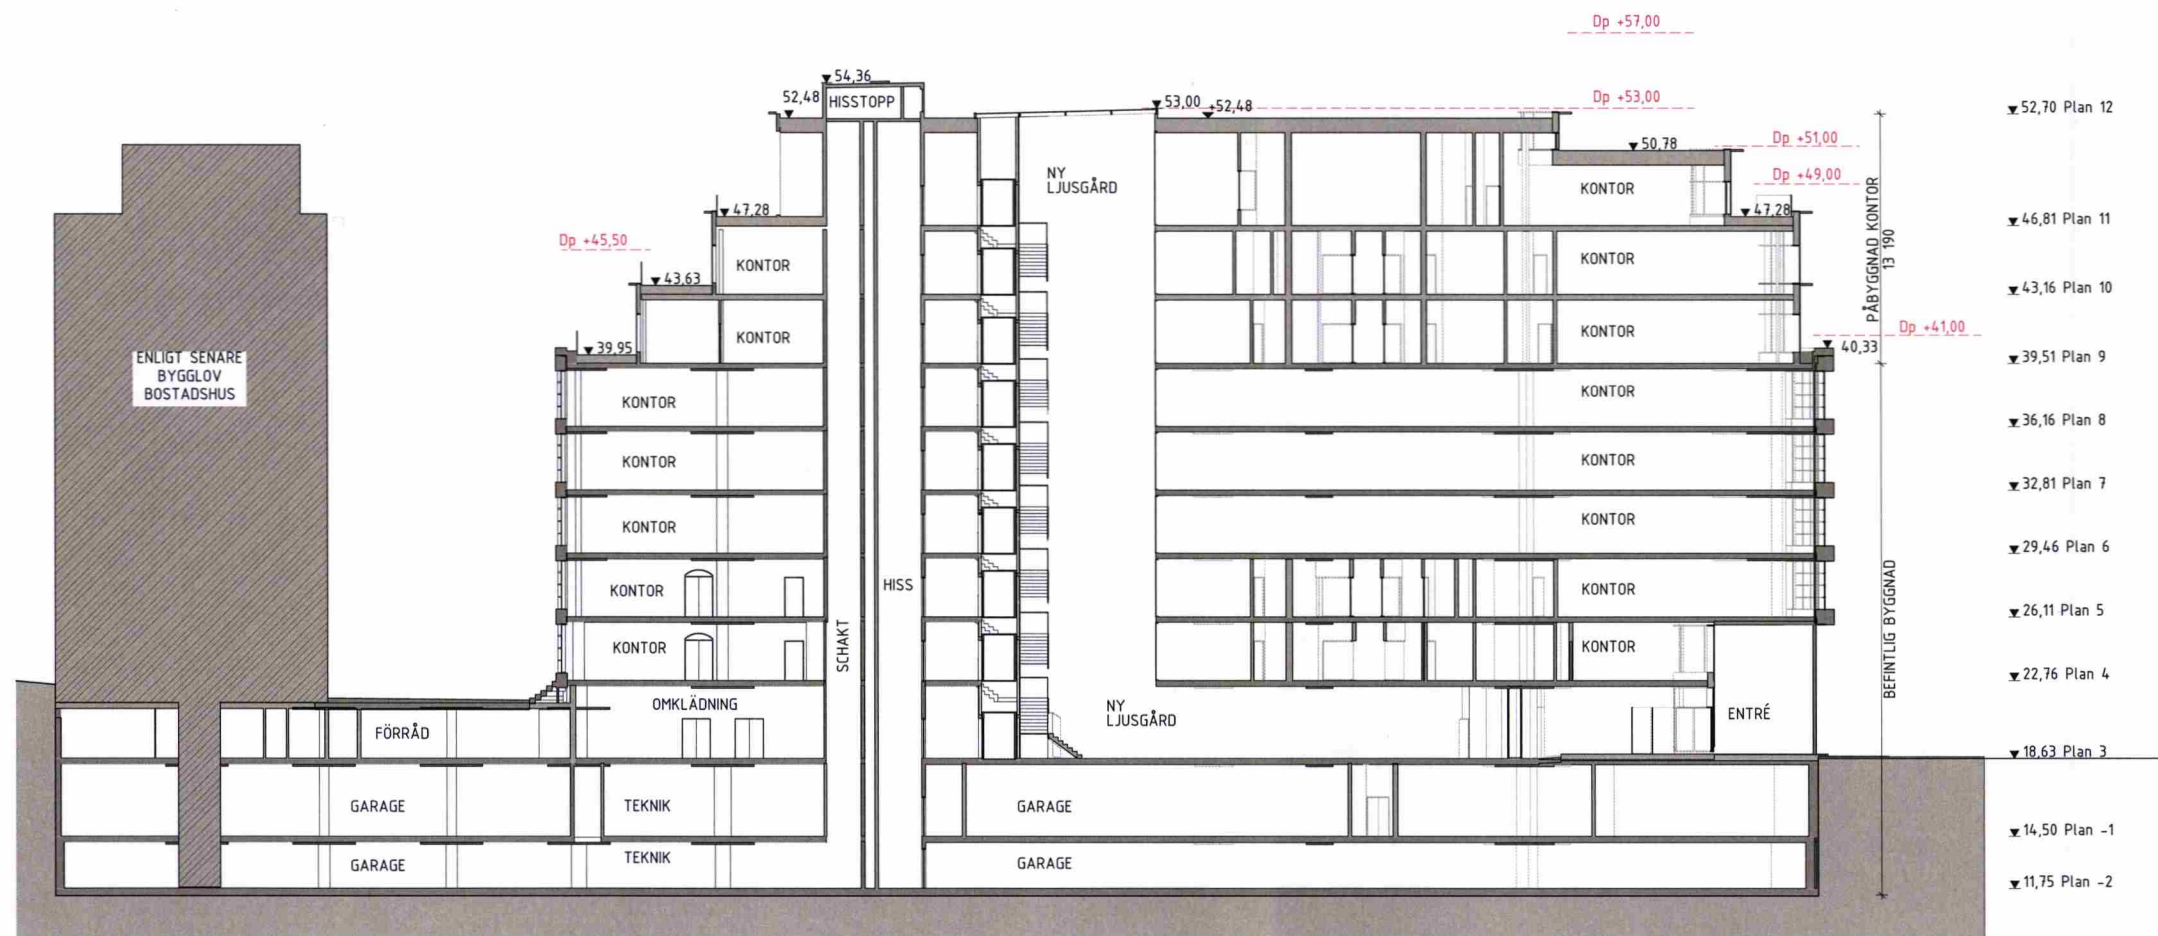 Dp +57,00
54,36
52,48
HISSTOPP
53,00
+52,48
Dp +53,00
52,70 Plan 12
Dp +51,00
50,78
NY
LJUSGÅRD
Dp +49,00
KONTOR
47,28
47,28
46,81 Plan 11
Dp +45,50
KONTOR
KONTOR
43,63
43,16 Plan 10
PÅBYGGNAD KONTOR
13 190
Dp +41,00
KONTOR
KONTOR
39,95
40,33
39,51 Plan 9
ENLIGT SENARE
BYGGLOV
BOSTADSHUS
KONTOR
KONTOR
36,16 Plan 8
KONTOR
KONTOR
32,81 Plan 7
KONTOR
KONTOR
29,46 Plan 6
KONTOR
HISS
KONTOR
26,11 Plan 5
SCHAKT
KONTOR
KONTOR
BEFINTLIG BYGGNAD
22,76 Plan 4
OMKLÄDNING
NY
LJUSGÅRD
ENTRÉ
FÖRRÅD
18,63 Plan 3
GARAGE
TEKNIK
GARAGE
14,50 Plan -1
GARAGE
TEKNIK
GARAGE
11,75 Plan -2